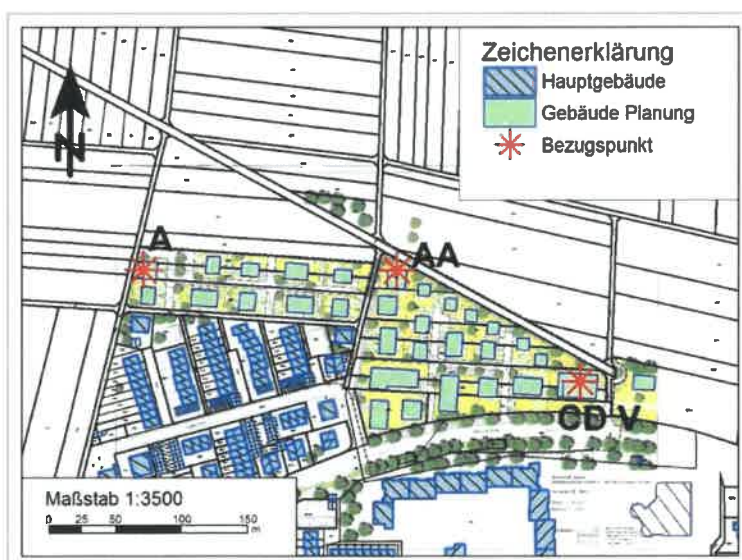 Zeichenerklärung
Hauptgebäude
Gebäude Planung
Bezugspunkt
N
A
AA
CD V
Maßstab 1:3500
0 25 50 100 150
m